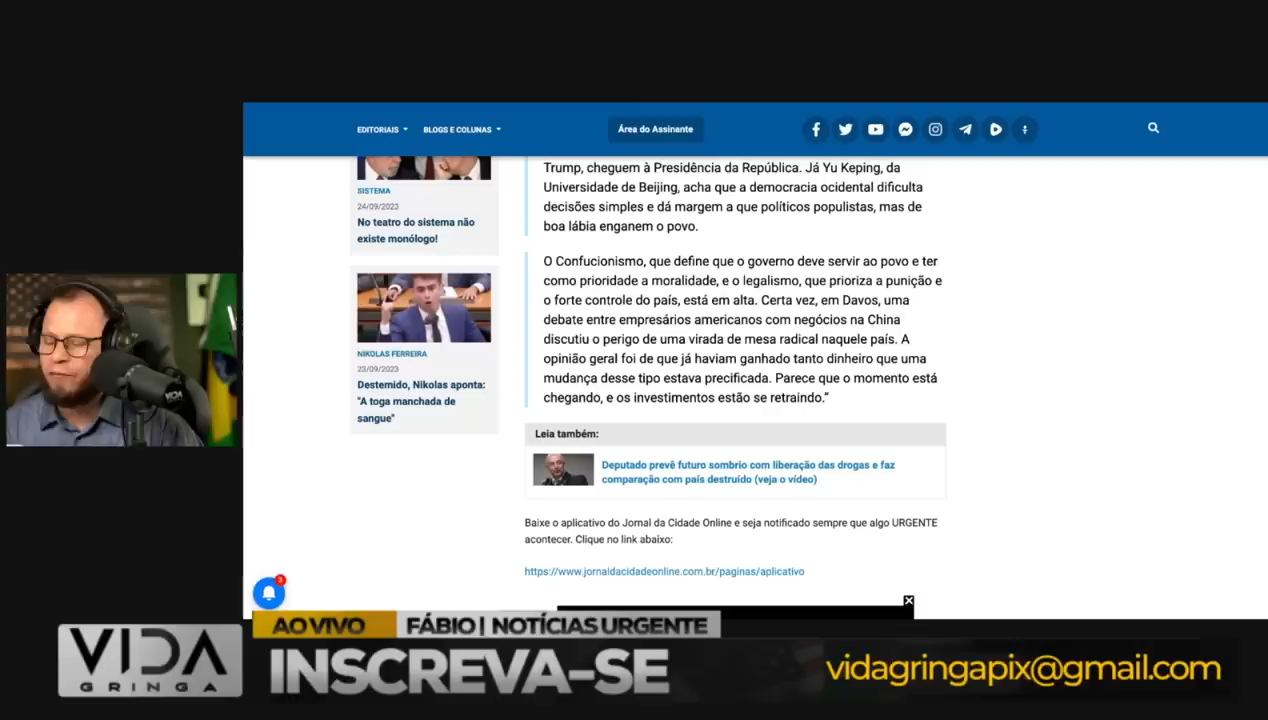 EDITORIAIS
BLOGS E COLUNAS
Área do Assinante
SISTEMA
24/09/2023
No teatro do sistema não
existe monólogo!
NIKOLAS FERREIRA
23/09/2023
Destemido, Nikolas aponta:
"A toga manchada de
sangue"
Trump, cheguem à Presidência da República. Já Yu Keping, da
Universidade de Beijing, acha que a democracia ocidental dificulta
decisões simples e dá margem a que políticos populistas, mas de
boa lábia enganem o povo.
O Confucionismo, que define que o governo deve servir ao povo e ter
como prioridade a moralidade, e o legalismo, que prioriza a punição e
o forte controle do país, está em alta. Certa vez, em Davos, uma
debate entre empresários americanos com negócios na China
discutiu o perigo de uma virada de mesa radical naquele país. A
opinião geral foi de que já haviam ganhado tanto dinheiro que uma
mudança desse tipo estava precificada. Parece que o momento está
chegando, e os investimentos estão se retraindo.”
Leia também:
Deputado prevê futuro sombrio com liberação das drogas e faz
comparação com país destruído (veja o vídeo)
Baixe o aplicativo do Jornal da Cidade Online e seja notificado sempre que algo URGENTE
acontecer. Clique no link abaixo:
https://www.jornaldacidadeonline.com.br/paginas/aplicativo
3
VIDA
AO VIVO
FÁBIO | NOTÍCIAS URGENTE
VIDA
GRINGA
INSCREVA-SE
vidagringapix@gmail.com